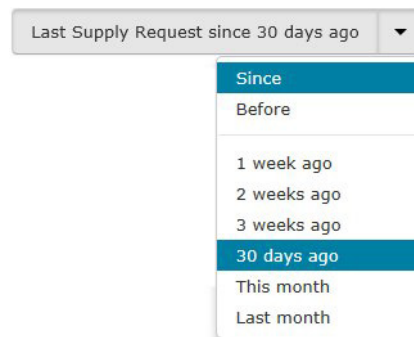 Last Supply Request since 30 days ago
Since
Before
1 week ago
2 weeks ago
3 weeks ago
30 days ago
This month
Last month